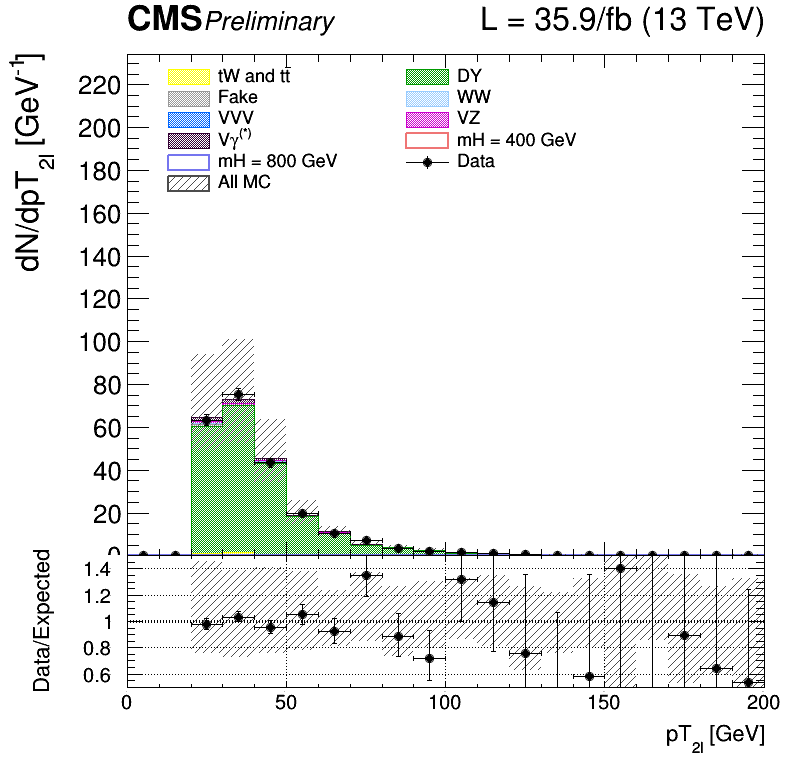 CMS Preliminary L = 35.9/fb (13 TeV)
dN/dpT_2l [GeV^-1]
220
200
180
160
140
120
100
80
60
40
20
0
tW and tt̄
Fake
VVV
Vγ^(*)
mH = 800 GeV
All MC
DY
WW
VZ
mH = 400 GeV
Data
Data/Expected
1.4
1.2
1
0.8
0.6
0 50 100 150 200
pT_2l [GeV]